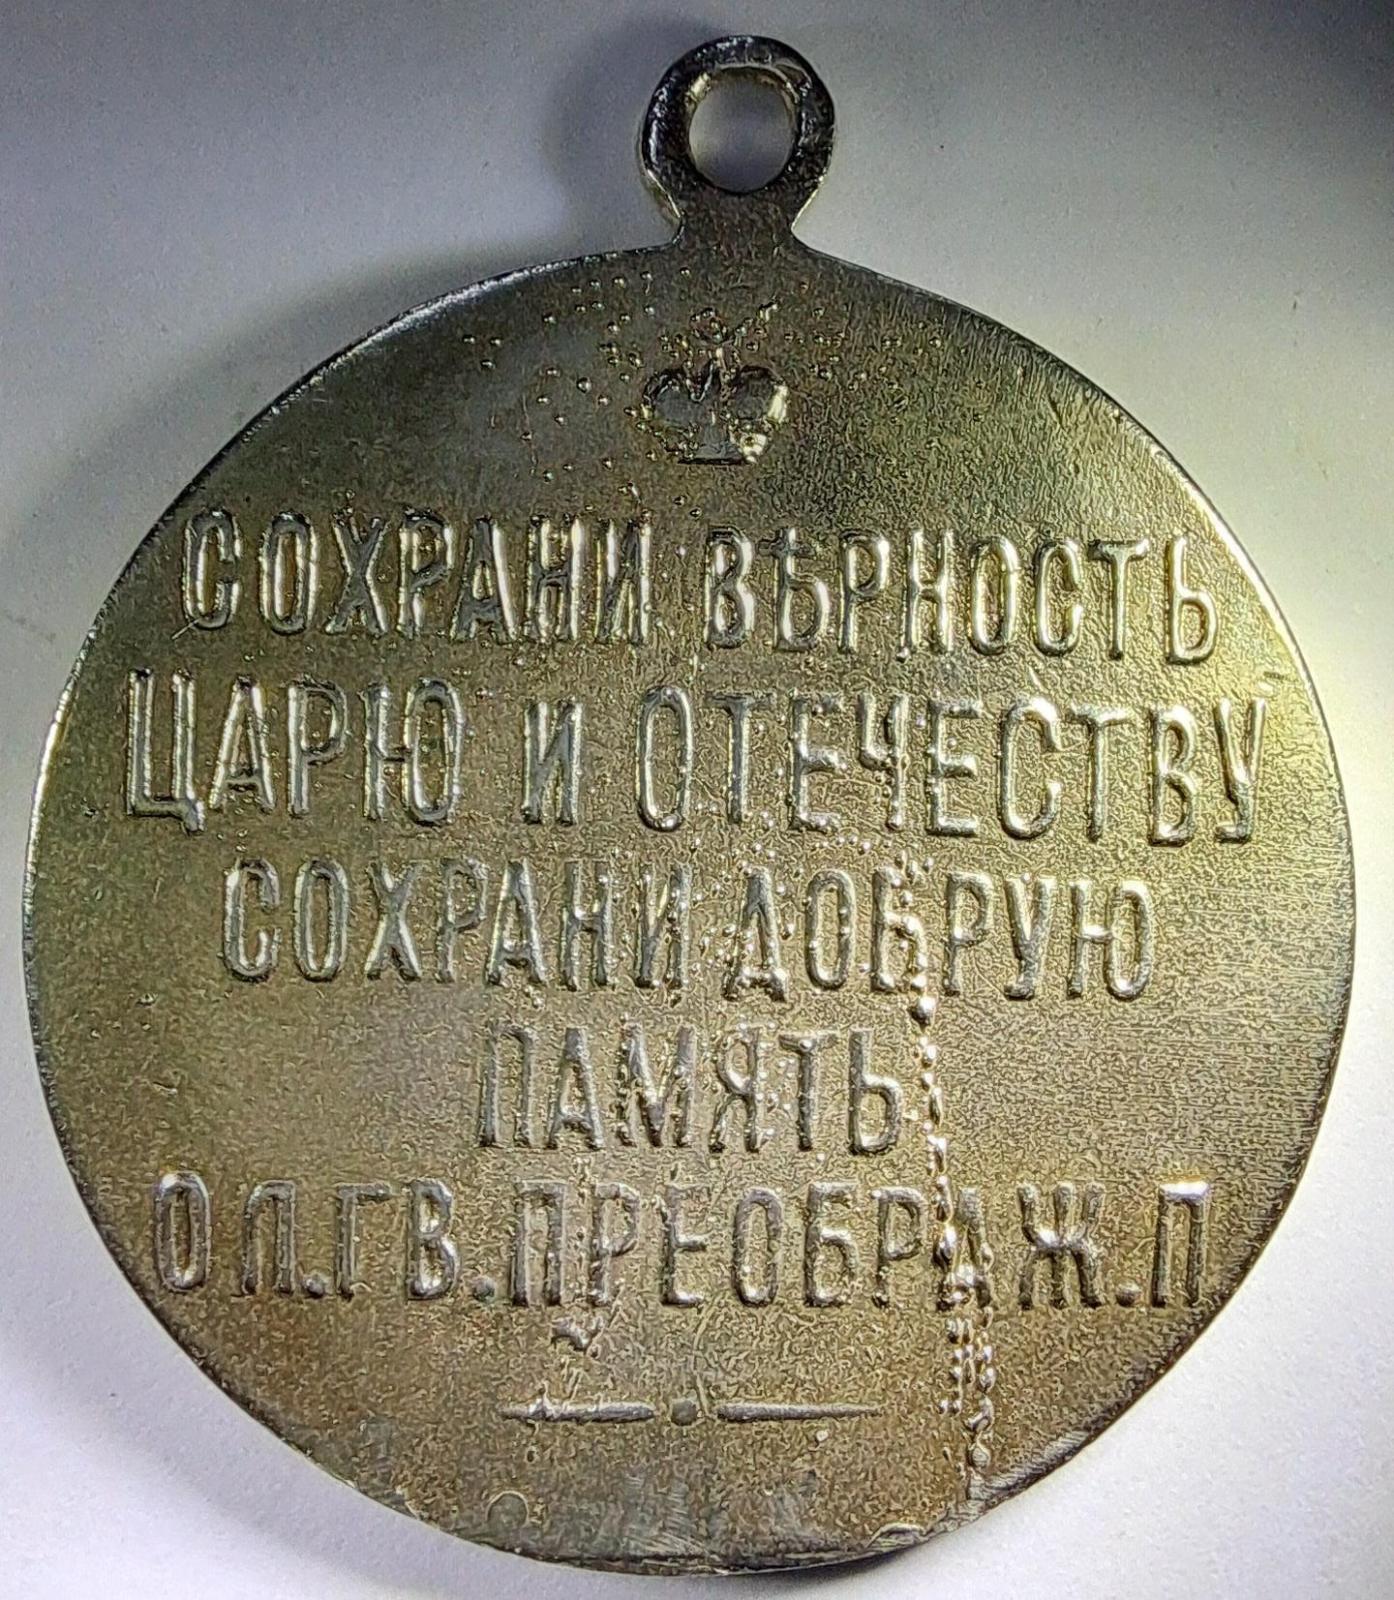 СОХРАНИ ВѢРНОСТЬ
ЦАРЮ И ОТЕЧЕСТВУ
СОХРАНИ ДОБРУЮ
ПАМЯТЬ
О Л.ГВ.ПРЕОБРАЖ.П